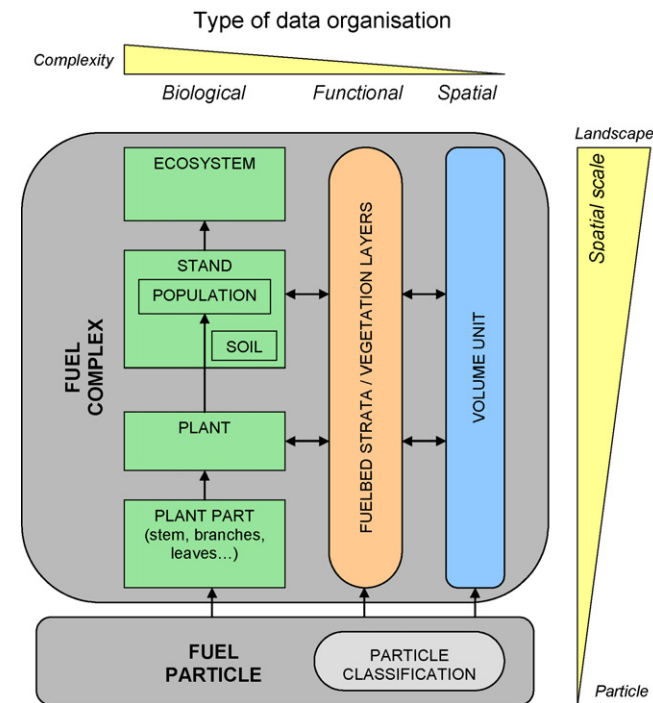 Type of data organisation
Complexity
Biological
Functional
Spatial
Landscape
Spatial scale
ECOSYSTEM
STAND
POPULATION
SOIL
FUEL
COMPLEX
PLANT
PLANT PART
(stem, branches,
leaves...)
FUELBED STRATA / VEGETATION LAYERS
VOLUME UNIT
FUEL
PARTICLE
PARTICLE
CLASSIFICATION
Particle